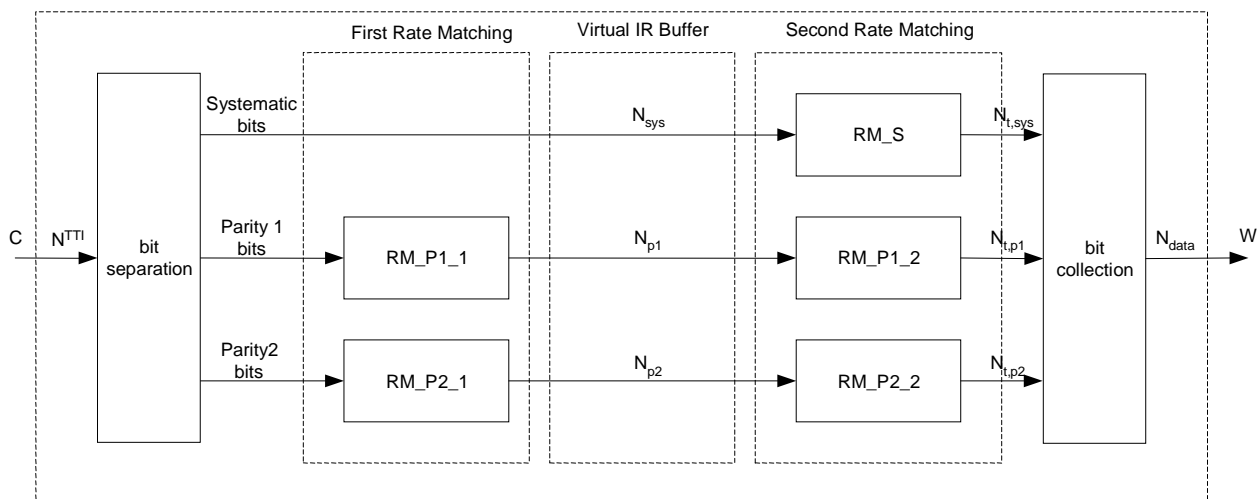 First Rate Matching
Virtual IR Buffer
Second Rate Matching
Systematic
bits
N_sys
RM_S
N_t,sys
C
N^TTI
bit
separation
Parity 1
bits
RM_P1_1
N_p1
RM_P1_2
N_t,p1
bit
collection
N_data
W
Parity2
bits
RM_P2_1
N_p2
RM_P2_2
N_t,p2